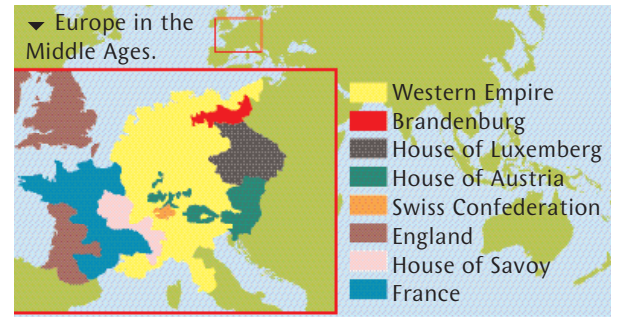 Europe in the
Middle Ages.
Western Empire
Brandenburg
House of Luxemberg
House of Austria
Swiss Confederation
England
House of Savoy
France